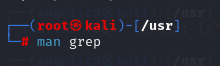 ┌──(root㉿kali)-[/usr]
└─# man grep